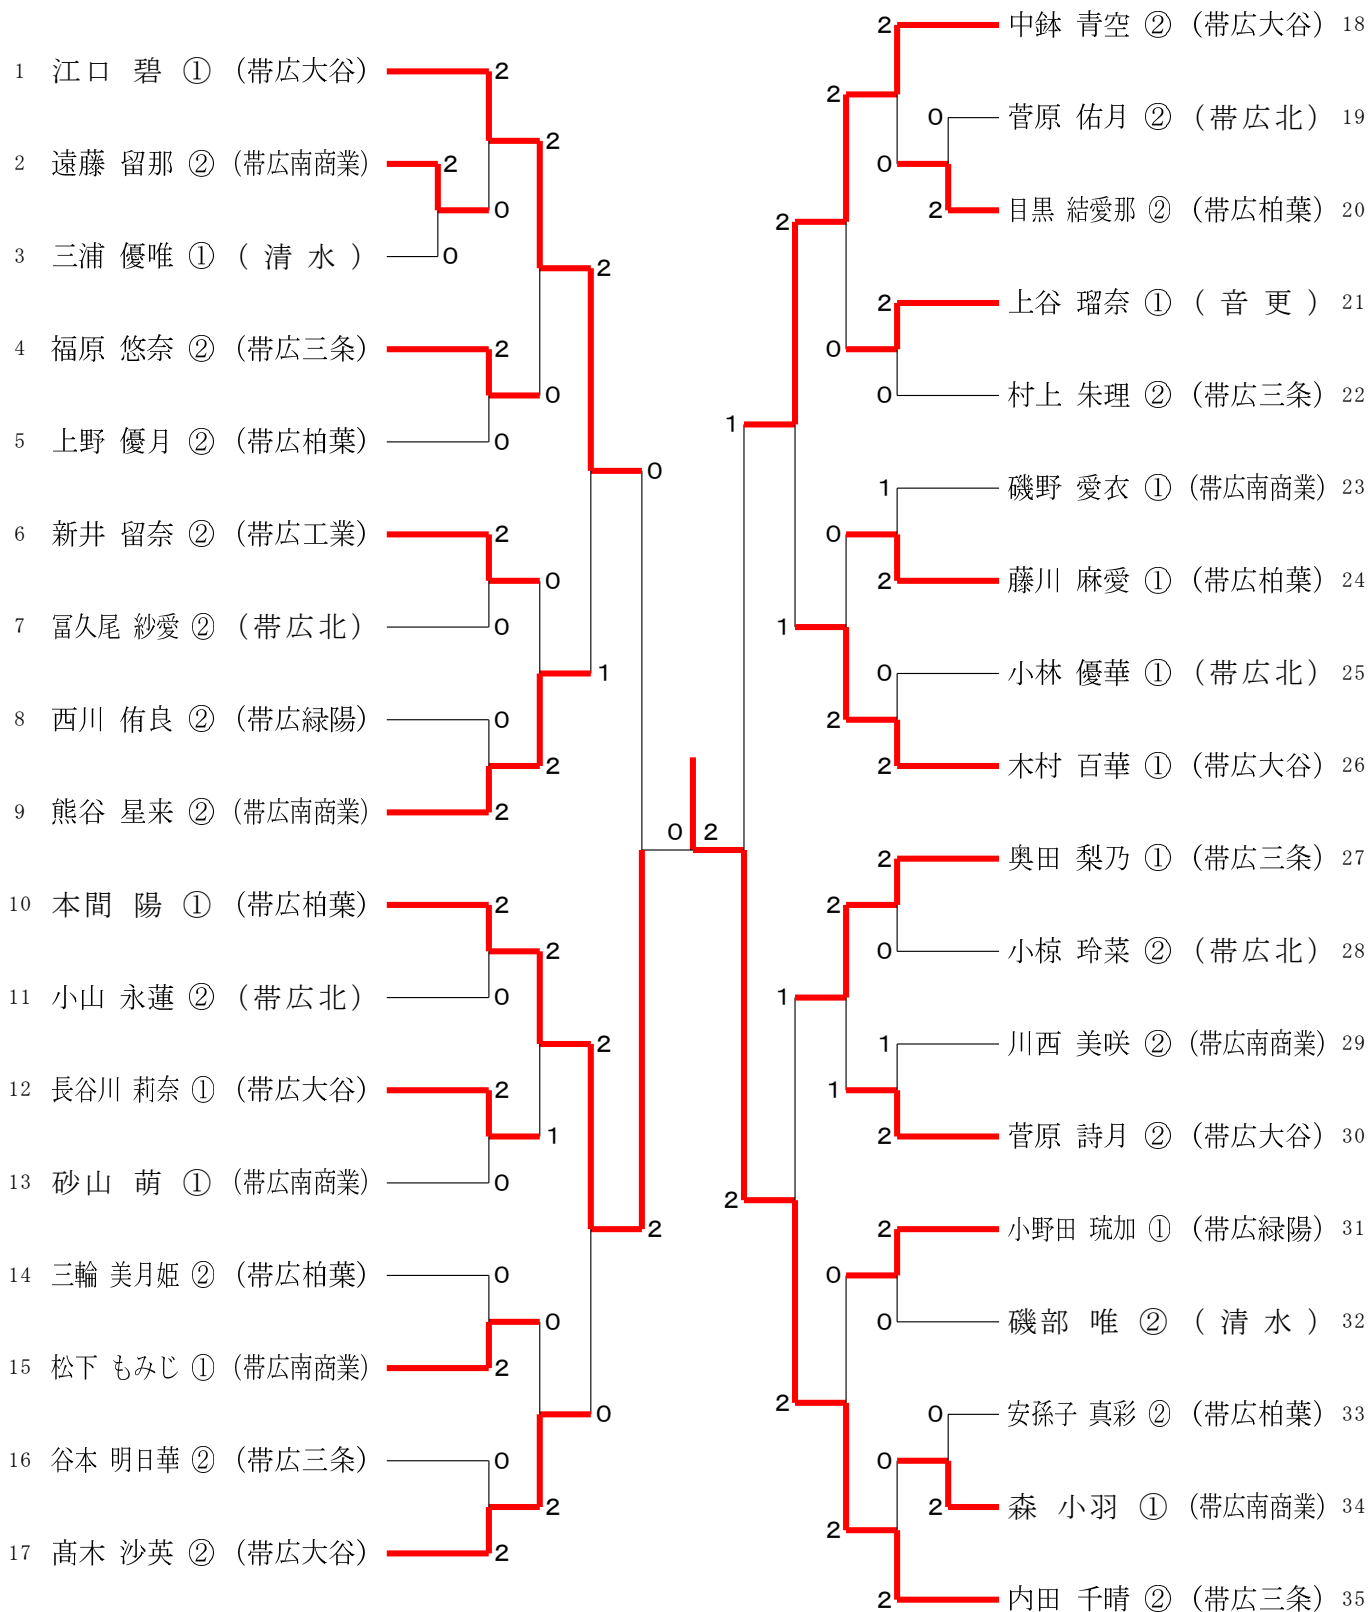 1 江口 碧 ① (帯広大谷) 2
2
2 遠藤 留那 ② (帯広南商業) 2
0
3 三浦 優唯 ① ( 清 水 ) 0
2
4 福原 悠奈 ② (帯広三条) 2
0
5 上野 優月 ② (帯広柏葉) 0
0
6 新井 留奈 ② (帯広工業) 2
0
7 冨久尾 紗愛 ② (帯広北) 0
1
8 西川 侑良 ② (帯広緑陽) 0
2
9 熊谷 星来 ② (帯広南商業) 2
10 本間 陽 ① (帯広柏葉) 2
2
11 小山 永蓮 ② (帯広北) 0
2
12 長谷川 莉奈 ① (帯広大谷) 2
1
13 砂山 萌 ① (帯広南商業) 0
2
14 三輪 美月姫 ② (帯広柏葉) 0
0
15 松下 もみじ ① (帯広南商業) 2
0
16 谷本 明日華 ② (帯広三条) 0
2
17 髙木 沙英 ② (帯広大谷) 2
0 2
2 中鉢 青空 ② (帯広大谷) 18
2
0 菅原 佑月 ② (帯広北) 19
0
2 目黒 結愛那 ② (帯広柏葉) 20
2
2 上谷 瑠奈 ① ( 音 更 ) 21
0
0 村上 朱理 ② (帯広三条) 22
1
1 磯野 愛衣 ① (帯広南商業) 23
0
2 藤川 麻愛 ① (帯広柏葉) 24
1
0 小林 優華 ① (帯広北) 25
2
2 木村 百華 ① (帯広大谷) 26
2 奥田 梨乃 ① (帯広三条) 27
2
0 小椋 玲菜 ② (帯広北) 28
1
1 川西 美咲 ② (帯広南商業) 29
1
2 菅原 詩月 ② (帯広大谷) 30
2
2 小野田 琉加 ① (帯広緑陽) 31
0
0 磯部 唯 ② ( 清 水 ) 32
2
0 安孫子 真彩 ② (帯広柏葉) 33
0
2 森 小羽 ① (帯広南商業) 34
2
2 内田 千晴 ② (帯広三条) 35